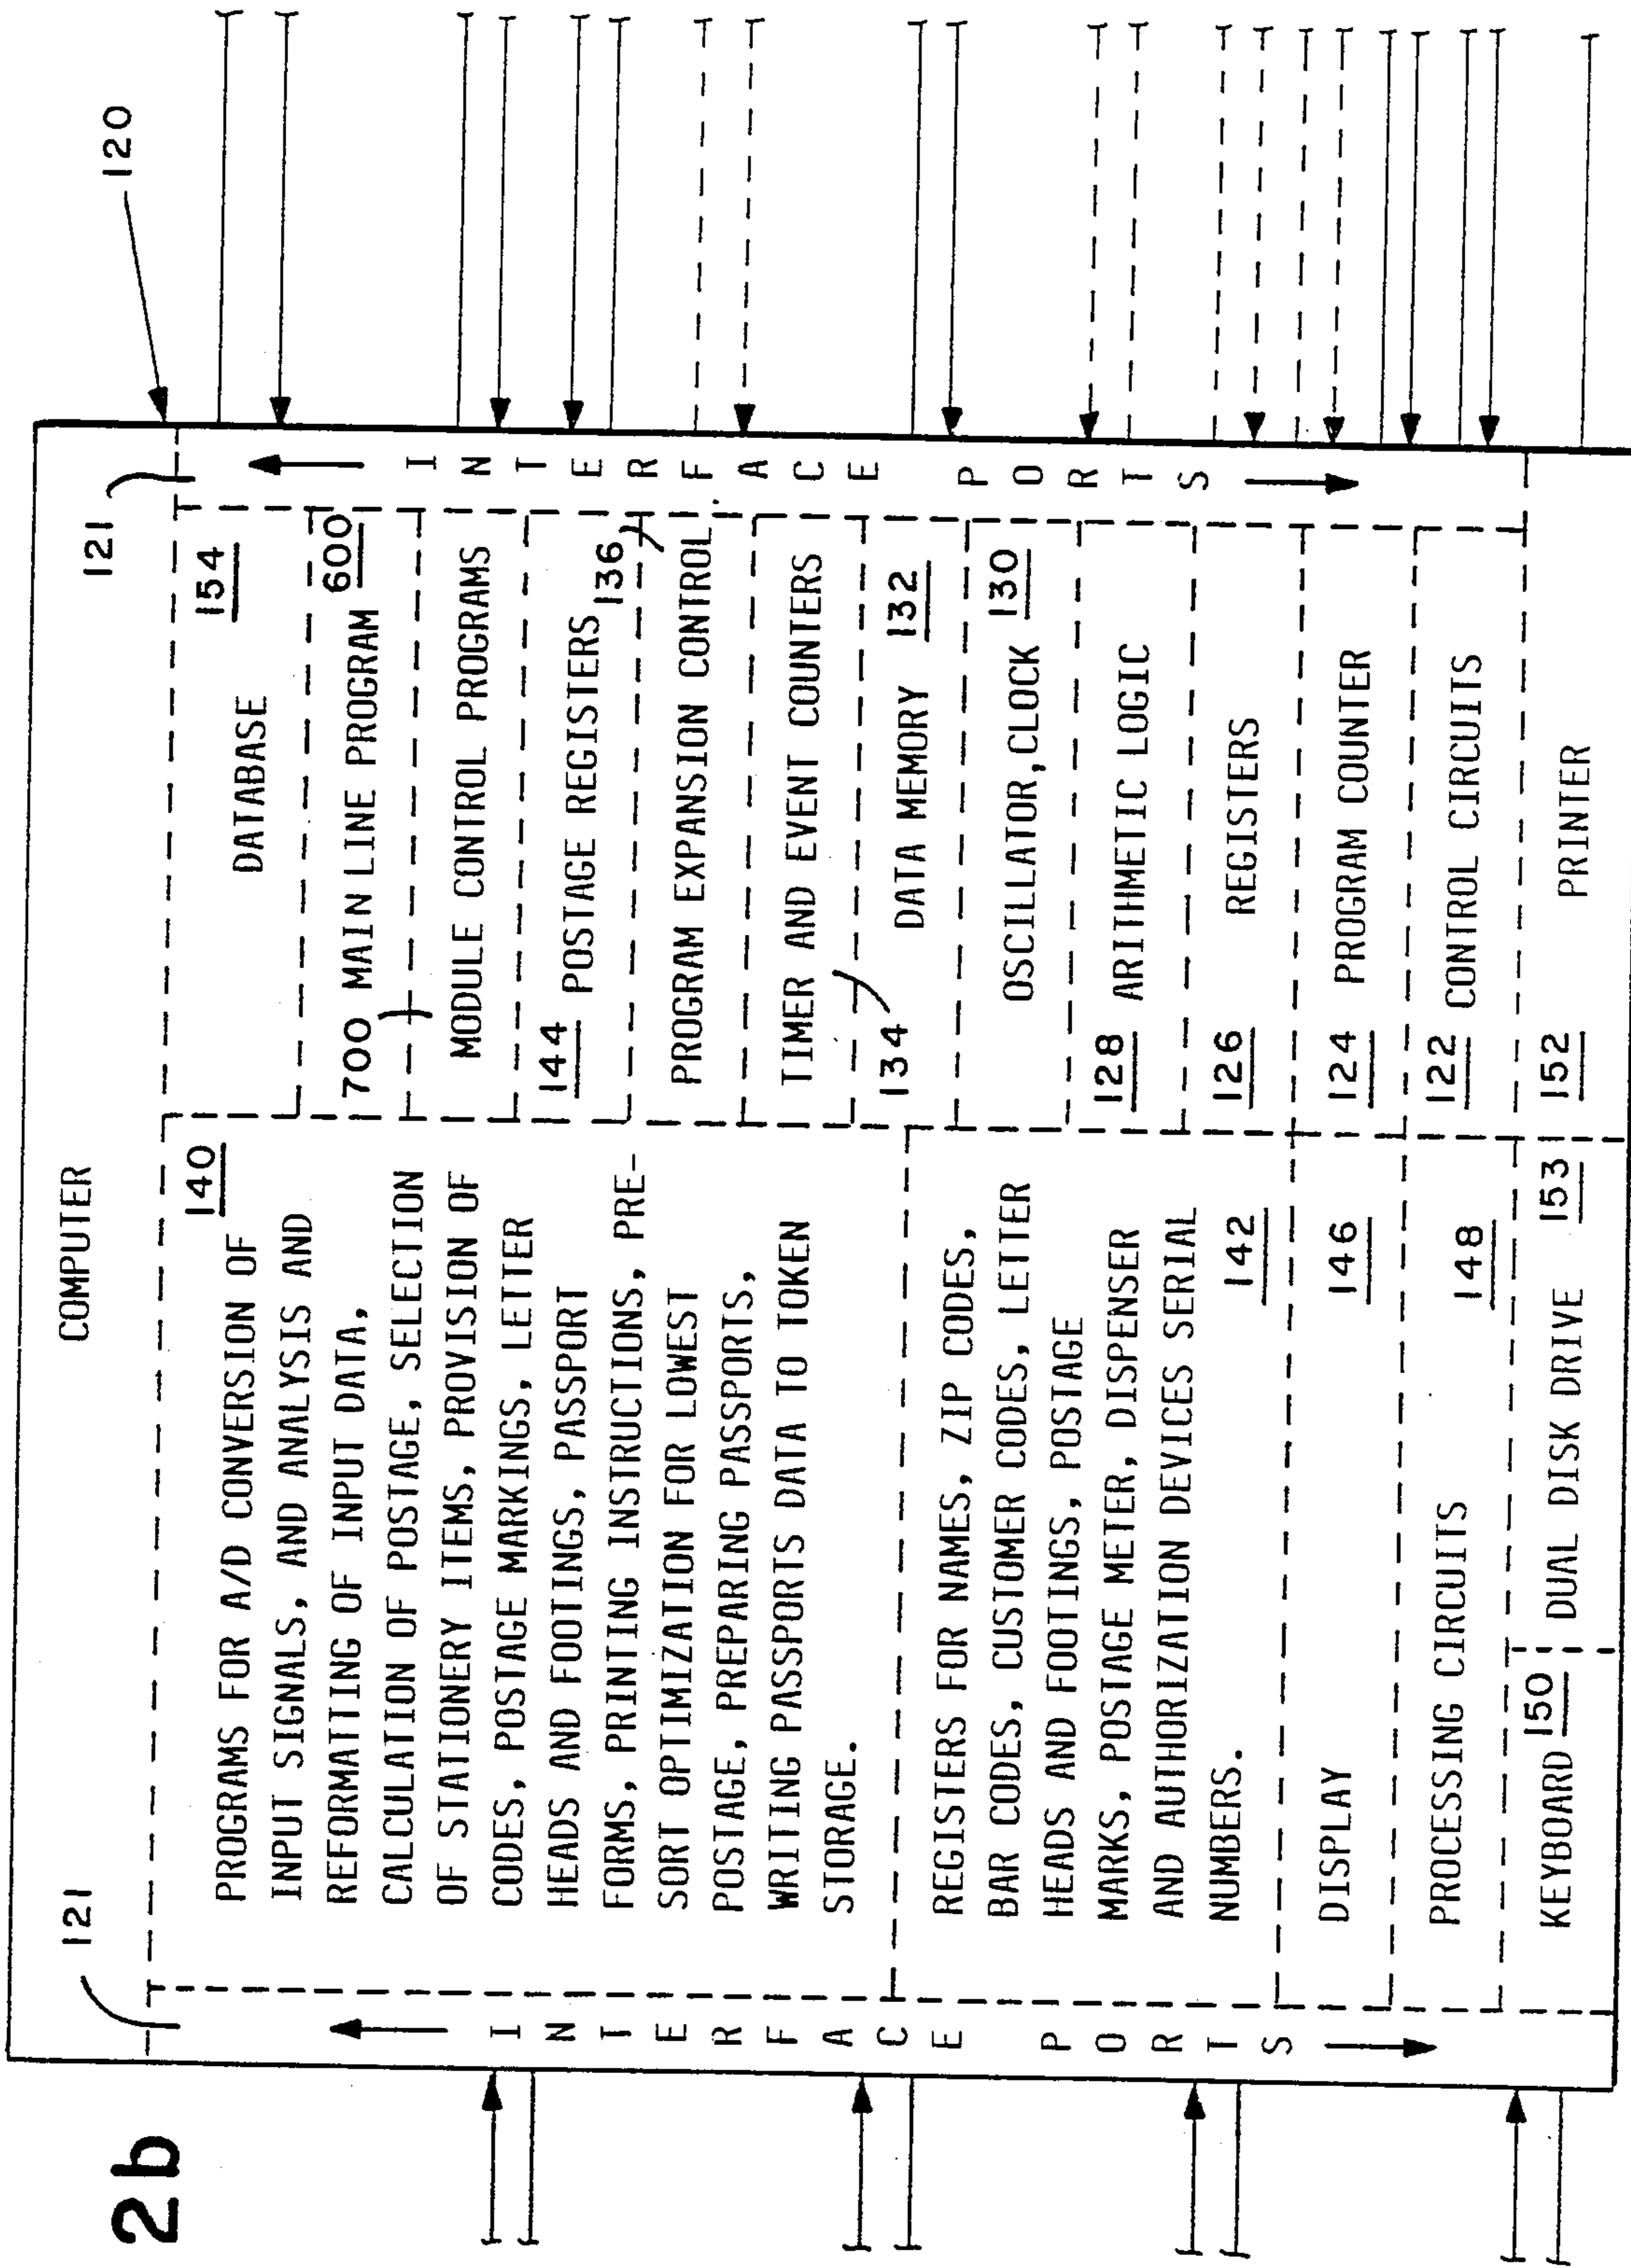 2b
COMPUTER
120
121
121
INTERFACE PORTS
140
PROGRAMS FOR A/D CONVERSION OF
INPUT SIGNALS, AND ANALYSIS AND
REFORMATING OF INPUT DATA,
CALCULATION OF POSTAGE, SELECTION
OF STATIONERY ITEMS, PROVISION OF
CODES, POSTAGE MARKINGS, LETTER
HEADS AND FOOTINGS, PASSPORT
FORMS, PRINTING INSTRUCTIONS, PRE-
SORT OPTIMIZATION FOR LOWEST
POSTAGE, PREPARING PASSPORTS,
WRITING PASSPORTS DATA TO TOKEN
STORAGE.
REGISTERS FOR NAMES, ZIP CODES,
BAR CODES, CUSTOMER CODES, LETTER
HEADS AND FOOTINGS, POSTAGE
MARKS, POSTAGE METER, DISPENSER
AND AUTHORIZATION DEVICES SERIAL
NUMBERS. 142
DISPLAY 146
PROCESSING CIRCUITS 148
KEYBOARD 150
DUAL DISK DRIVE 153
154
DATABASE
700 MAIN LINE PROGRAM 600
MODULE CONTROL PROGRAMS
144 POSTAGE REGISTERS 136
PROGRAM EXPANSION CONTROL
TIMER AND EVENT COUNTERS
134
DATA MEMORY 132
OSCILLATOR, CLOCK 130
128 ARITHMETIC LOGIC
126 REGISTERS
124 PROGRAM COUNTER
122 CONTROL CIRCUITS
152 PRINTER
INTERFACE PORTS